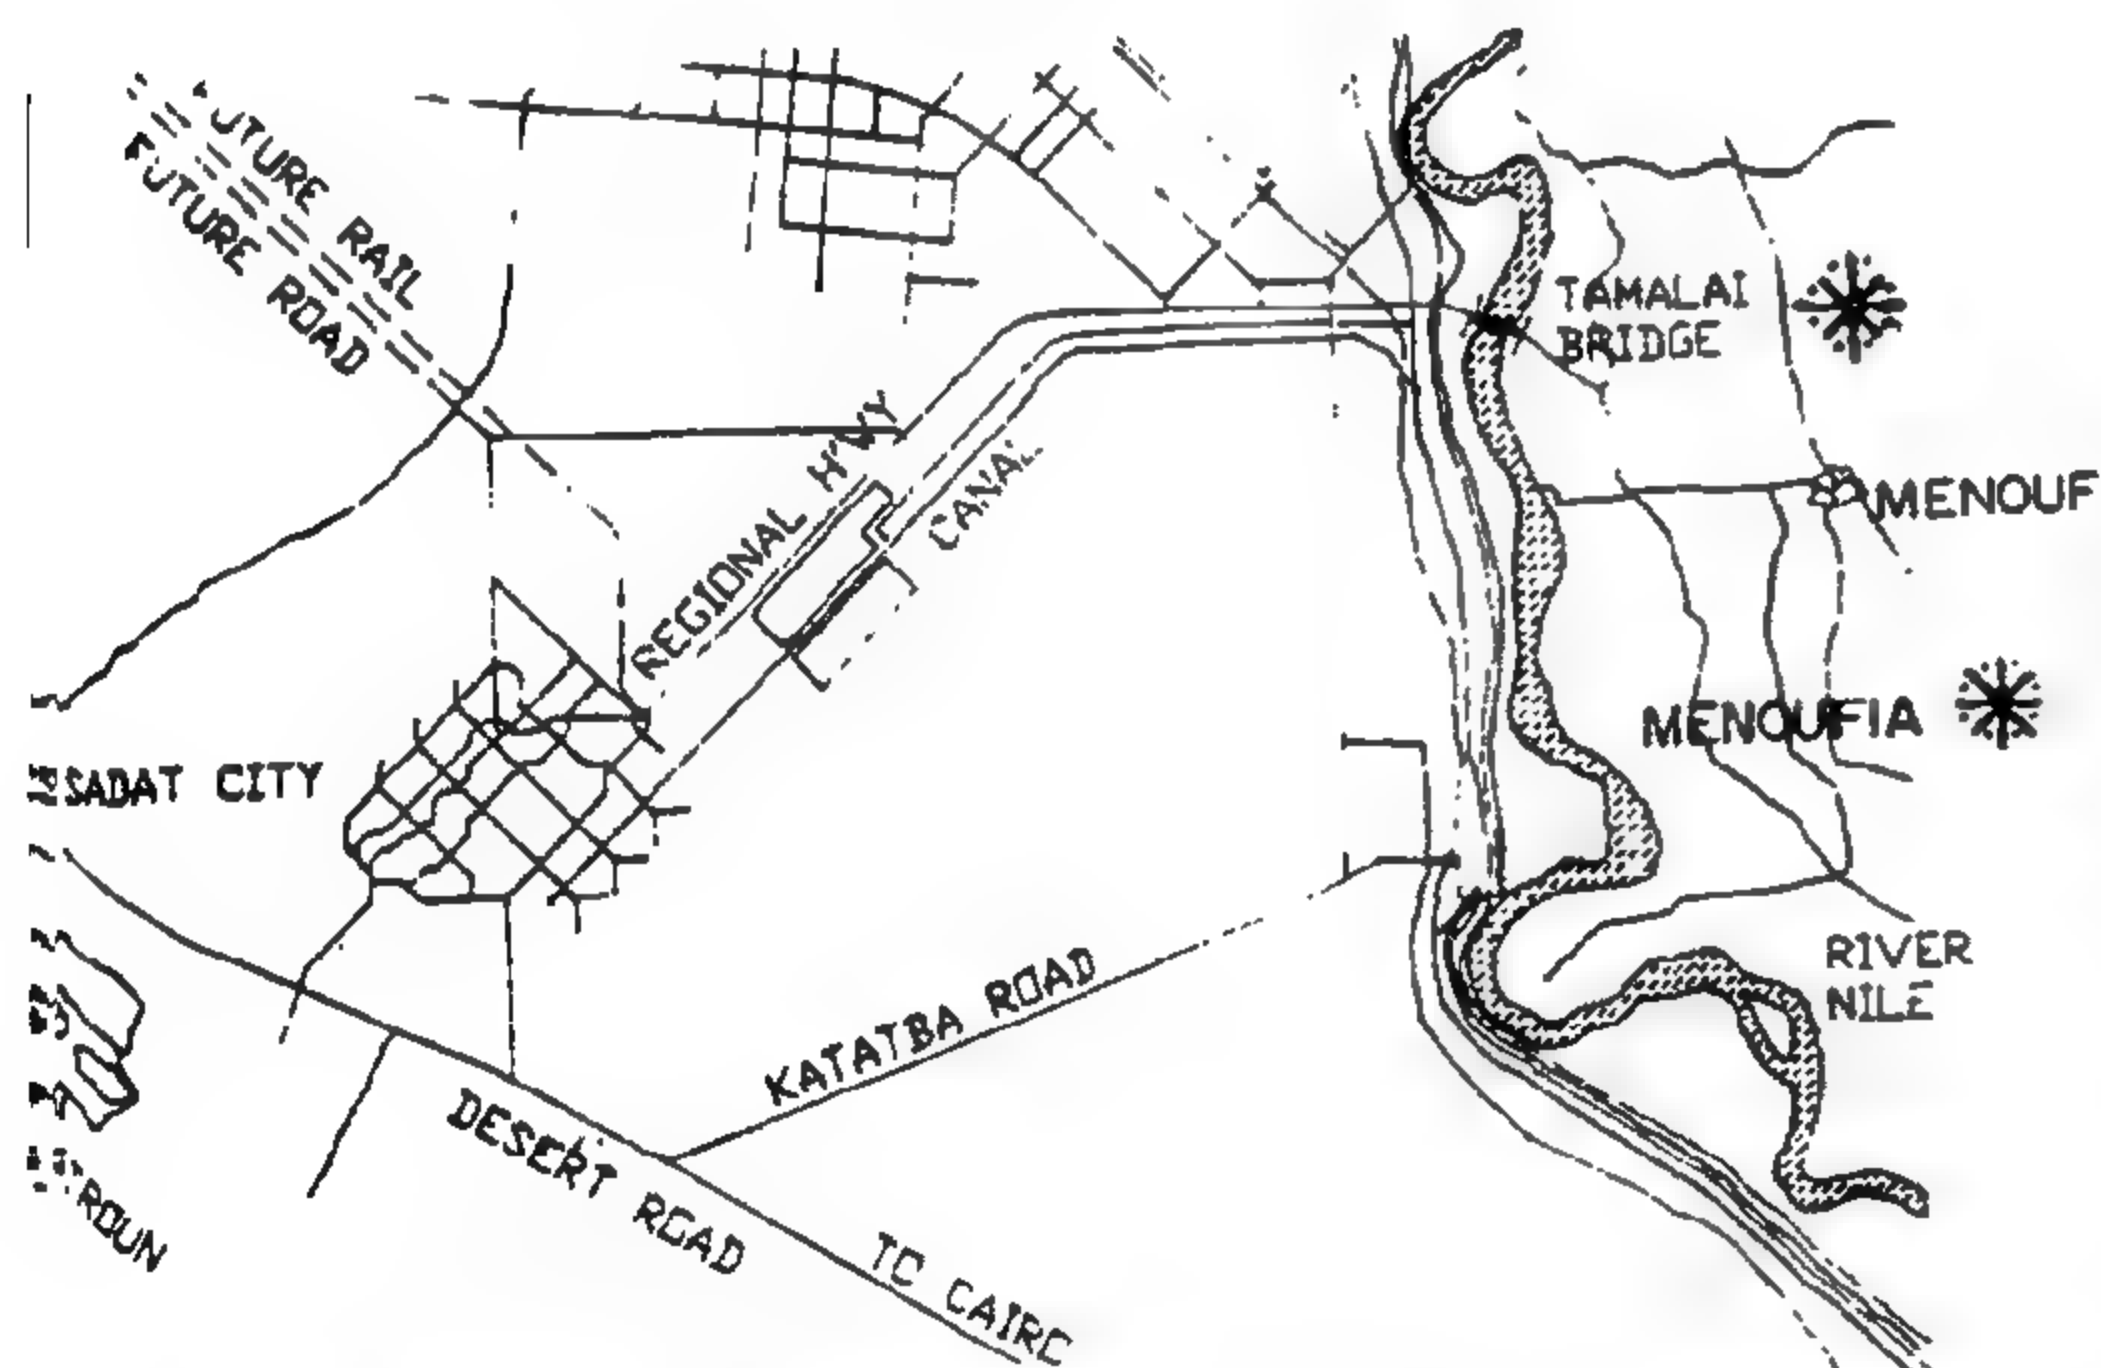 FUTURE RAIL
FUTURE ROAD
TAMALAI
BRIDGE
REGIONAL H'WY
CANAL
MENOUF
MENOUFIA
SADAT CITY
RIVER
NILE
KATATBA ROAD
DESERT ROAD
TO CAIRO
ROUN